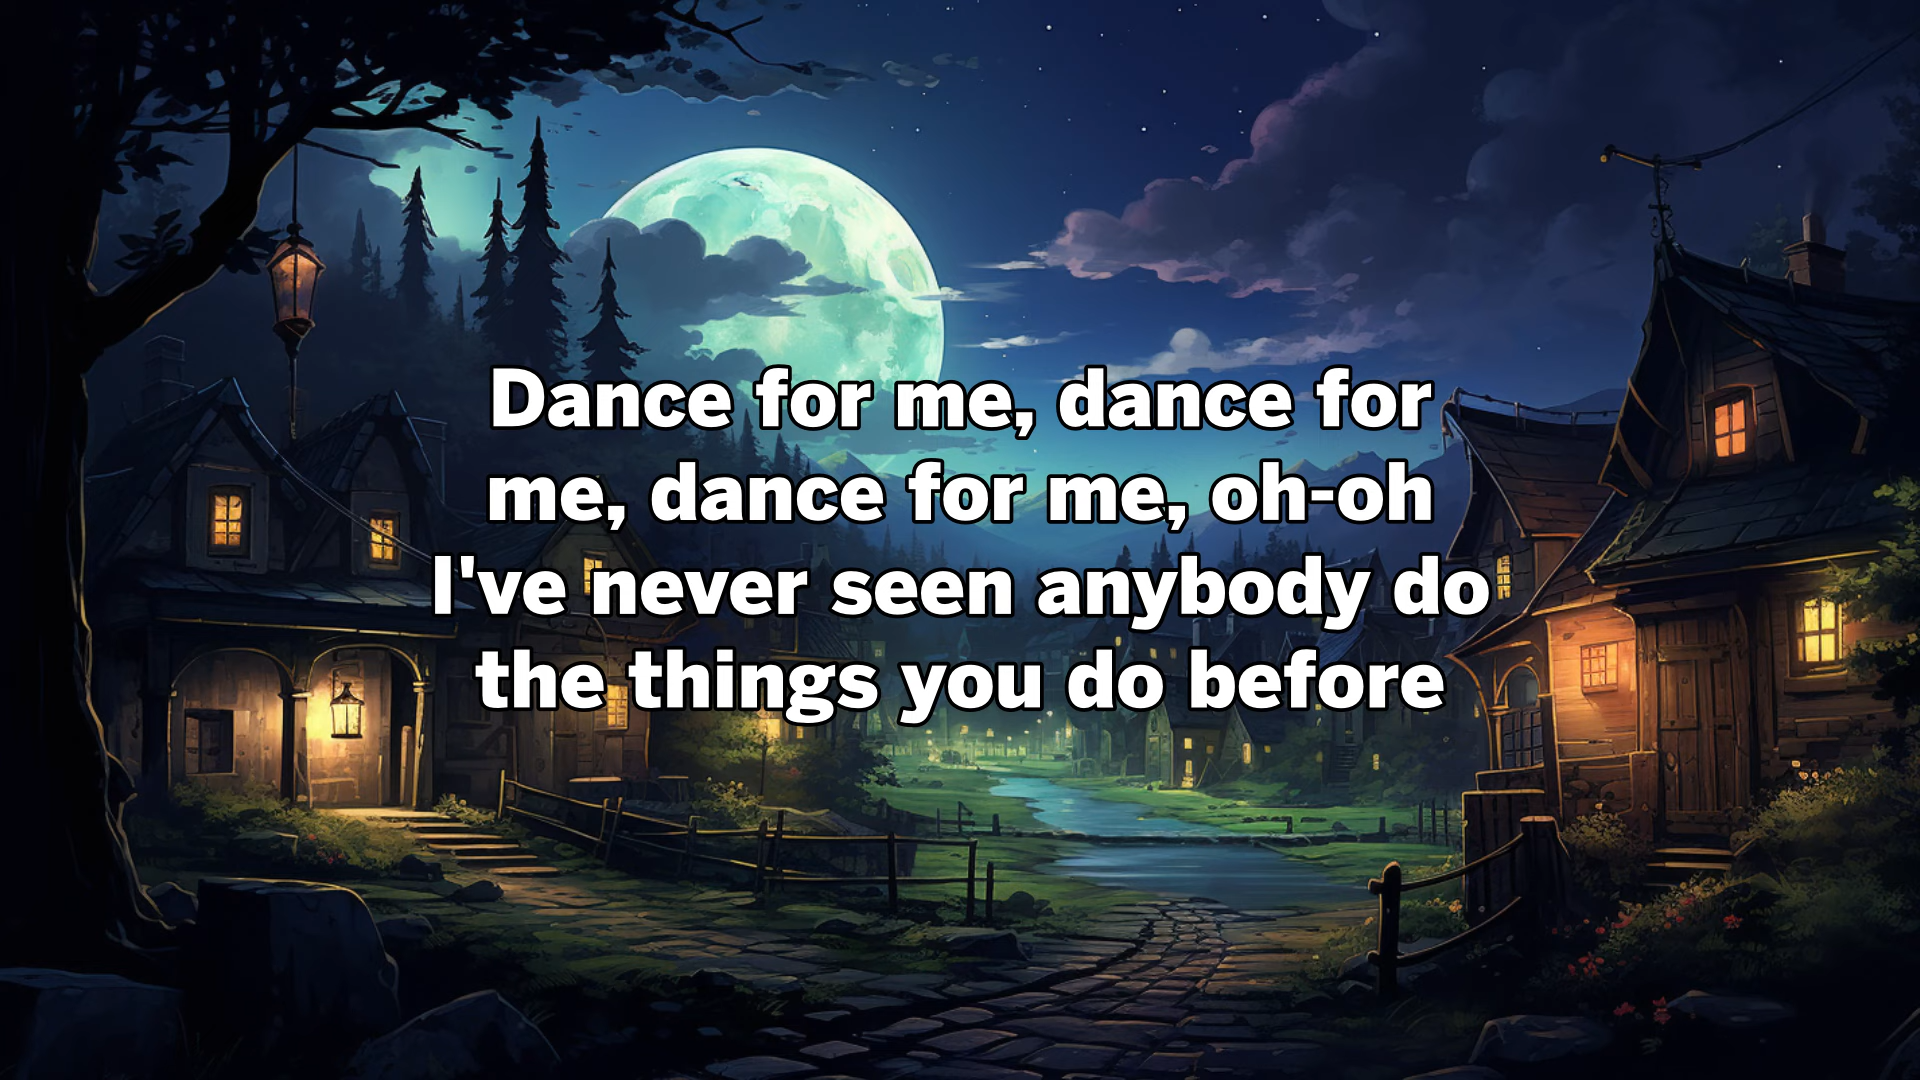 Dance for me, dance for
me, dance for me, oh-oh
I've never seen anybody do
the things you do before